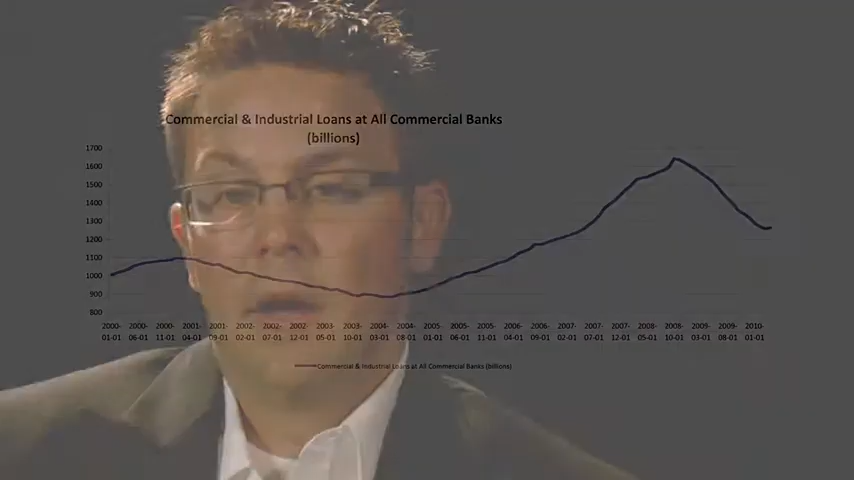 Commercial & Industrial Loans at All Commercial Banks
(billions)
1700
1600
1500
1400
1300
1200
1100
1000
900
800
2000- 2000- 2000- 2001- 2001- 2002- 2002- 2002- 2003- 2003- 2004- 2004- 2005- 2005- 2005- 2006- 2006- 2007- 2007- 2007- 2008- 2008- 2009- 2009- 2010-
01-01 06-01 11-01 04-01 09-01 02-01 07-01 12-01 05-01 10-01 03-01 08-01 01-01 06-01 11-01 04-01 09-01 02-01 07-01 12-01 05-01 10-01 03-01 08-01 01-01
Commercial & Industrial Loans at All Commercial Banks (billions)